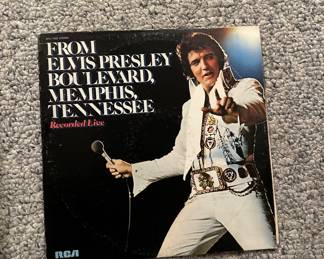 FROM
ELVIS PRESLEY
BOULEVARD,
MEMPHIS,
TENNESSEE
Recorded Live
RCA